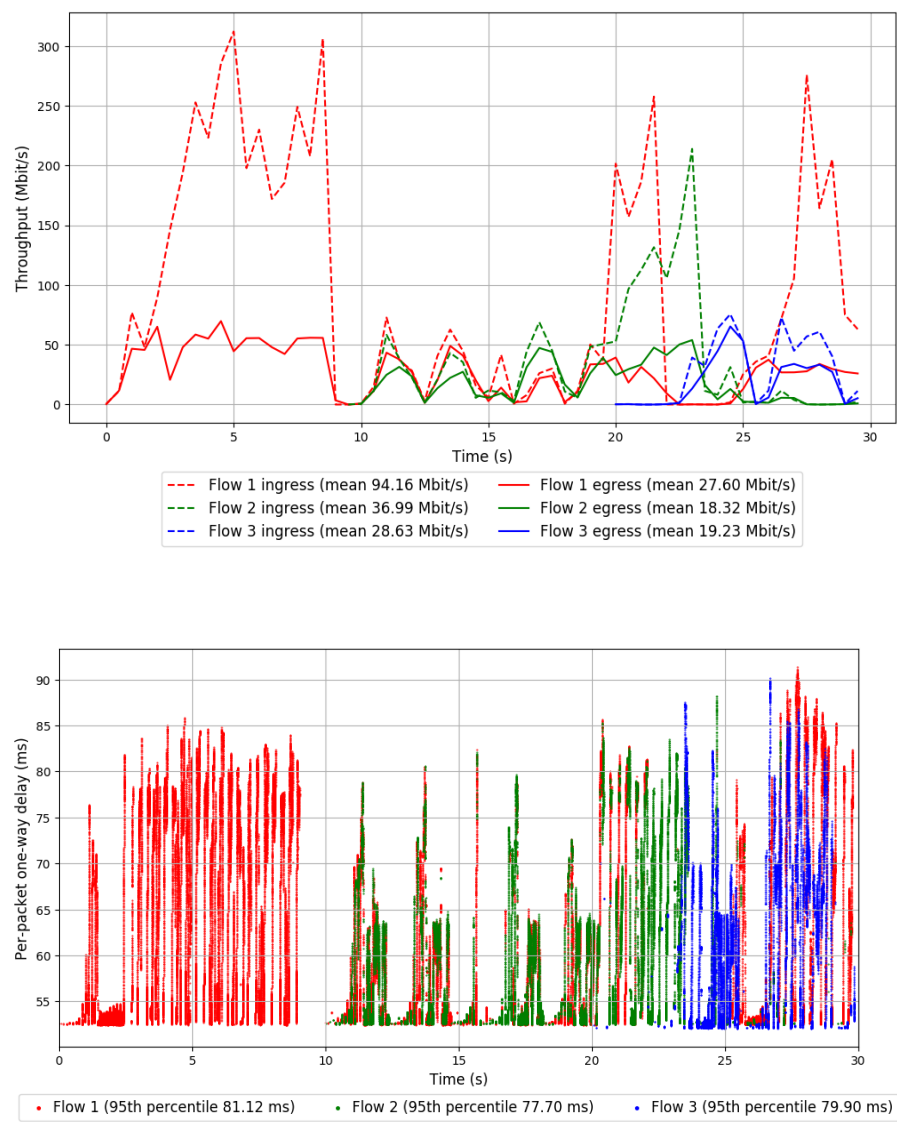 300
250
200
150
100
50
0
Throughput (Mbit/s)
0 5 10 15 20 25 30
Time (s)
Flow 1 ingress (mean 94.16 Mbit/s) Flow 1 egress (mean 27.60 Mbit/s)
Flow 2 ingress (mean 36.99 Mbit/s) Flow 2 egress (mean 18.32 Mbit/s)
Flow 3 ingress (mean 28.63 Mbit/s) Flow 3 egress (mean 19.23 Mbit/s)
90
85
80
75
70
65
60
55
Per-packet one-way delay (ms)
0 5 10 15 20 25 30
Time (s)
Flow 1 (95th percentile 81.12 ms) Flow 2 (95th percentile 77.70 ms) Flow 3 (95th percentile 79.90 ms)